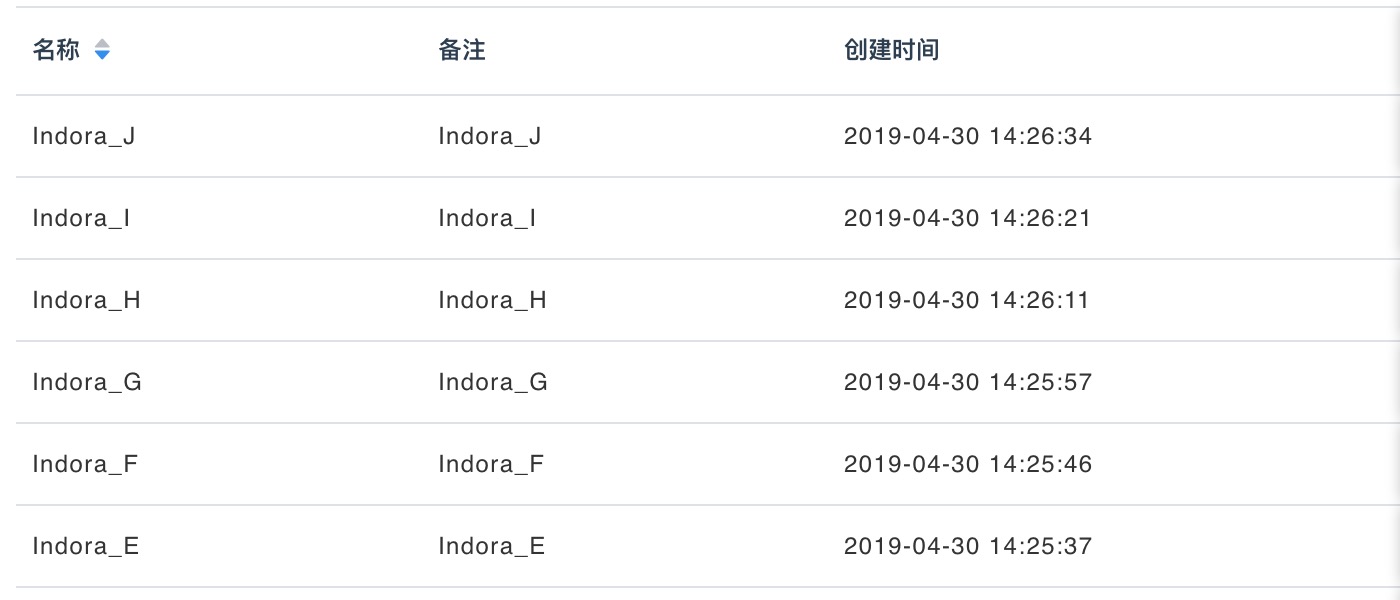 名称 备注 创建时间
Indora_J Indora_J 2019-04-30 14:26:34
Indora_I Indora_I 2019-04-30 14:26:21
Indora_H Indora_H 2019-04-30 14:26:11
Indora_G Indora_G 2019-04-30 14:25:57
Indora_F Indora_F 2019-04-30 14:25:46
Indora_E Indora_E 2019-04-30 14:25:37